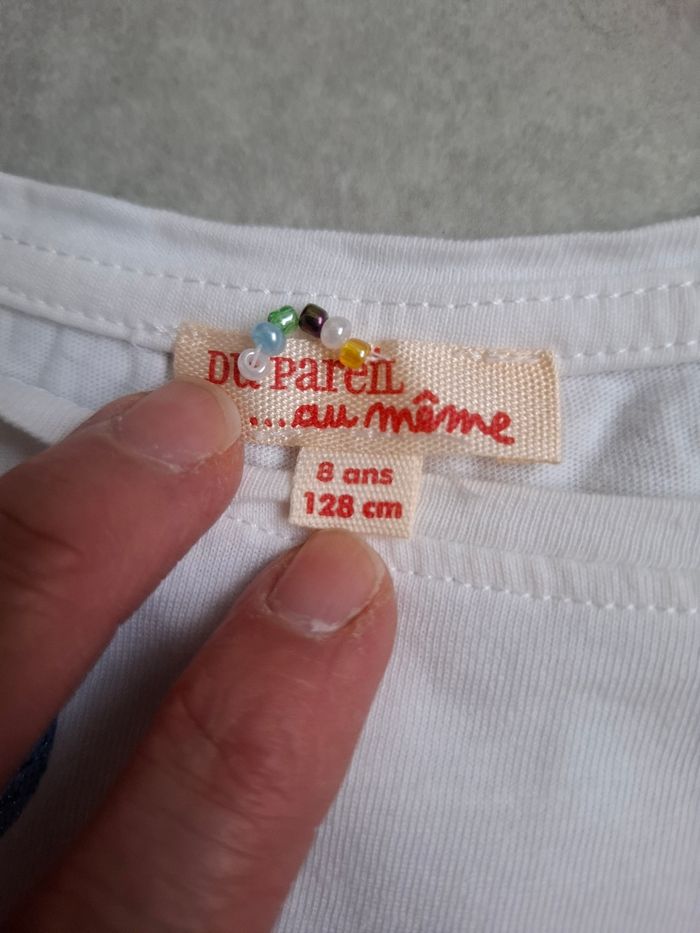 DU PAREIL
...au même
8 ans
128 cm